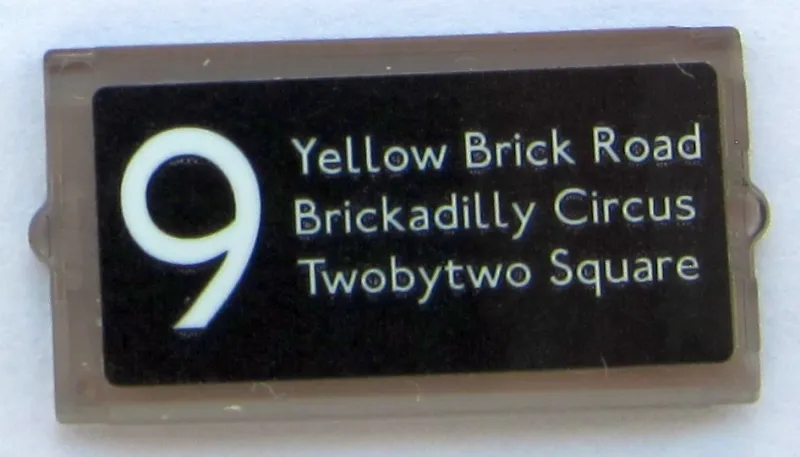 9
Yellow Brick Road
Brickadilly Circus
Twobytwo Square